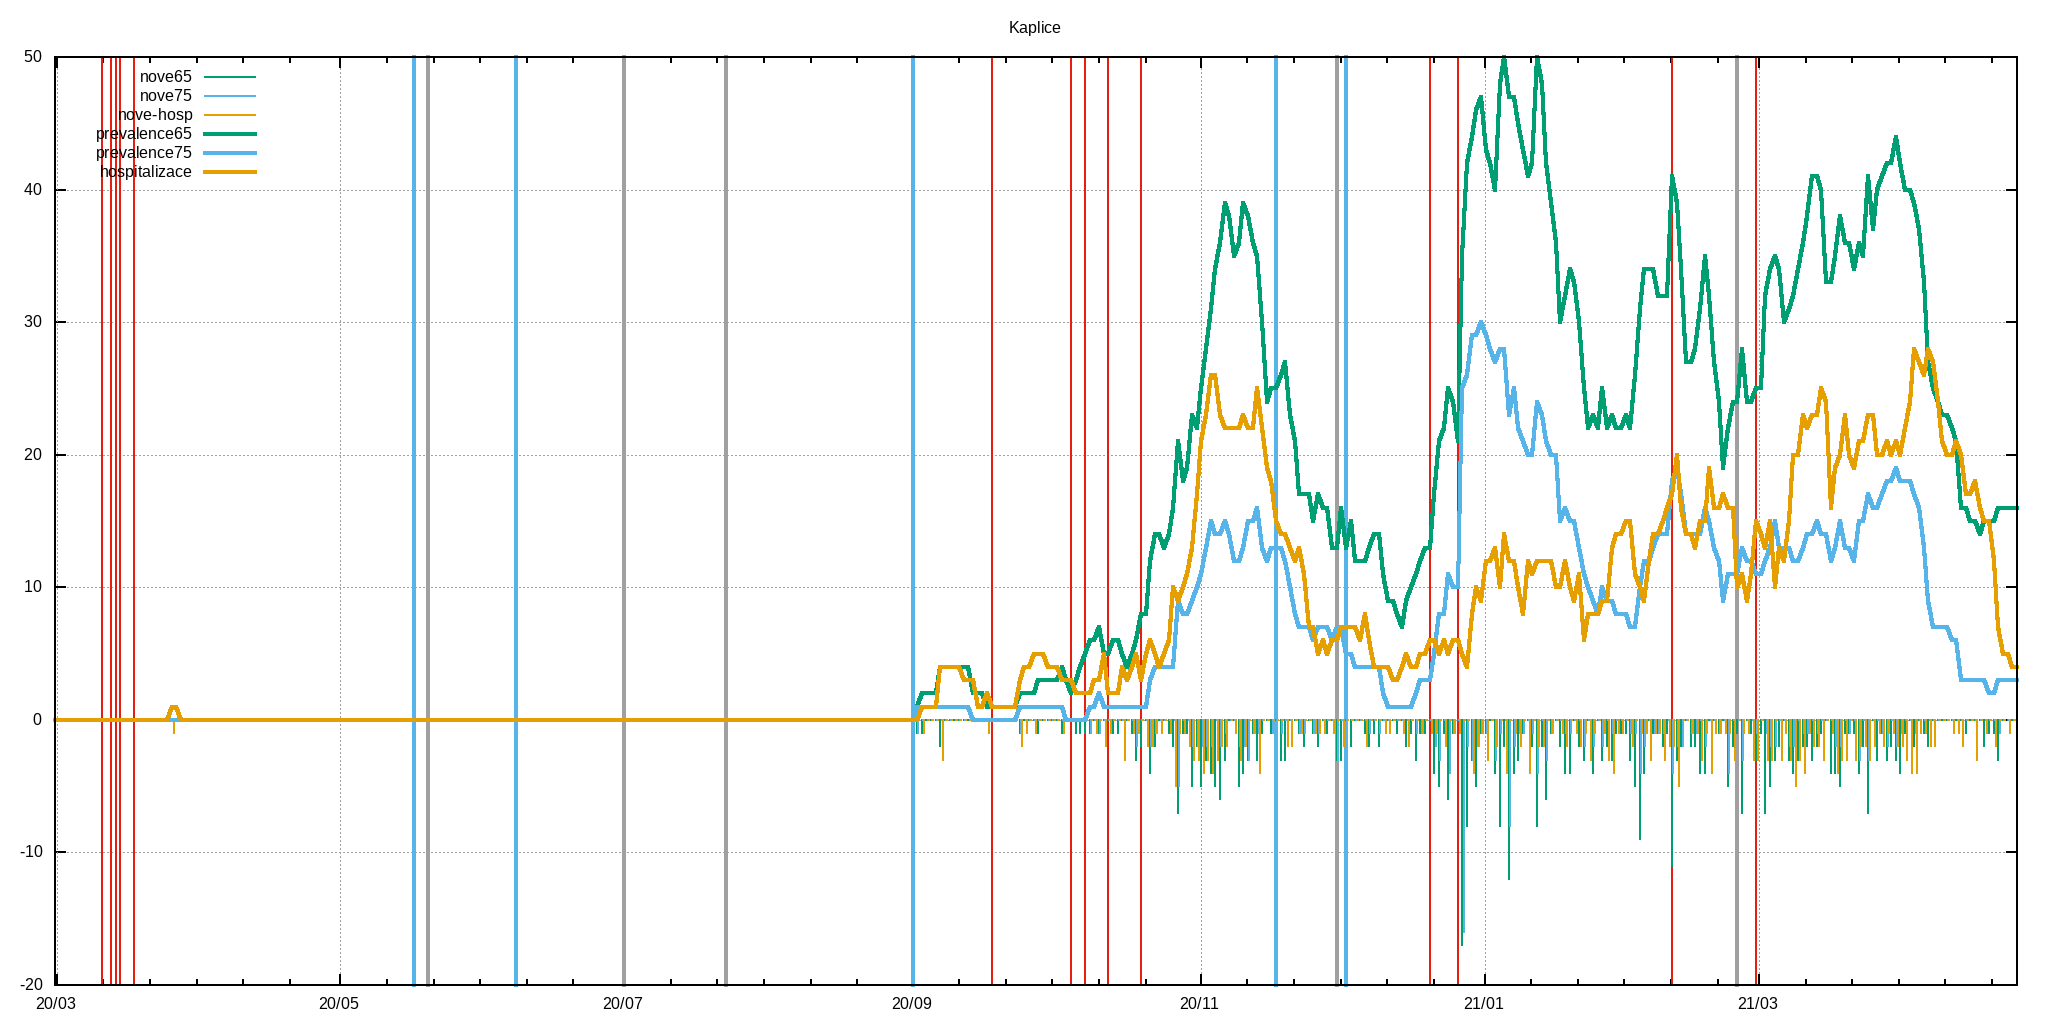 Kaplice
50
nove65
nove75
nove-hosp
prevalence65
prevalence75
hospitalizace
40
30
20
10
0
-10
-20
20/03 20/05 20/07 20/09 20/11 21/01 21/03